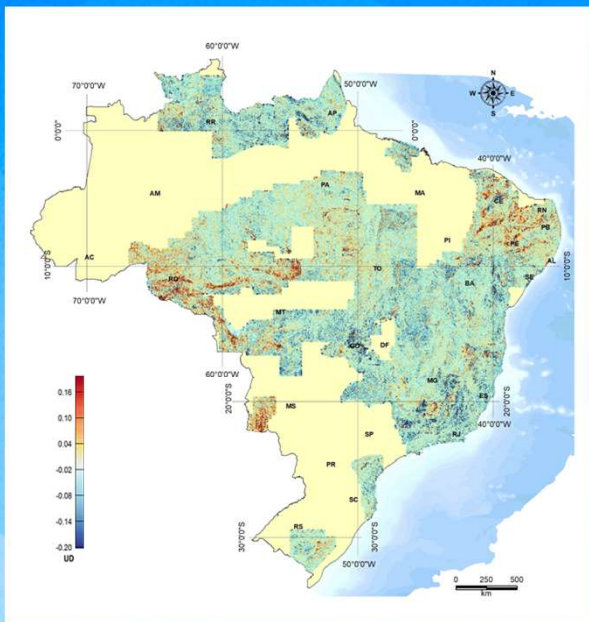 60°0'0"W
70°0'0"W
50°0'0"W
N
W
E
S
0°0'0"
RR
AP
0°0'0"
40°0'0"W
AM
PA
MA
CE
RN
PB
PI
PE
AC
10°0'0"S
RO
TO
AL
10°0'0"S
SE
BA
70°0'0"W
MT
GO
DF
60°0'0"W
MG
ES
0.16
20°0'0"S
MS
20°0'0"S
0.10
40°0'0"W
SP
RJ
0.04
PR
-0.02
-0.08
SC
-0.14
RS
30°0'0"S
30°0'0"S
-0.20
UD
50°0'0"W
0 250 500
km